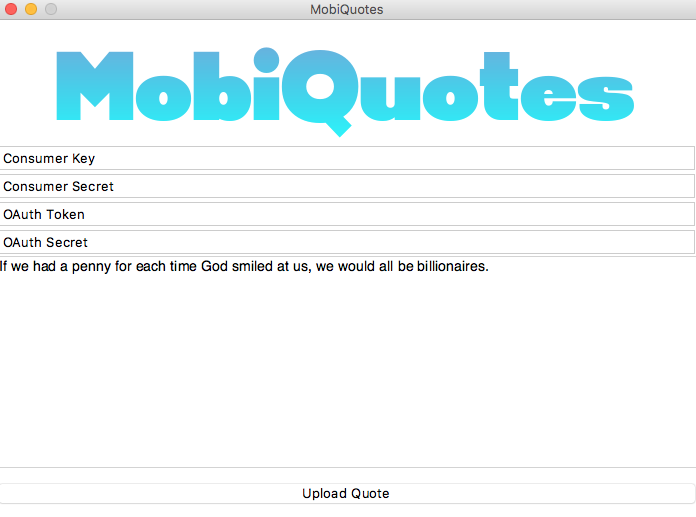 MobiQuotes
MobiQuotes
Consumer Key
Consumer Secret
OAuth Token
OAuth Secret
If we had a penny for each time God smiled at us, we would all be billionaires.
Upload Quote